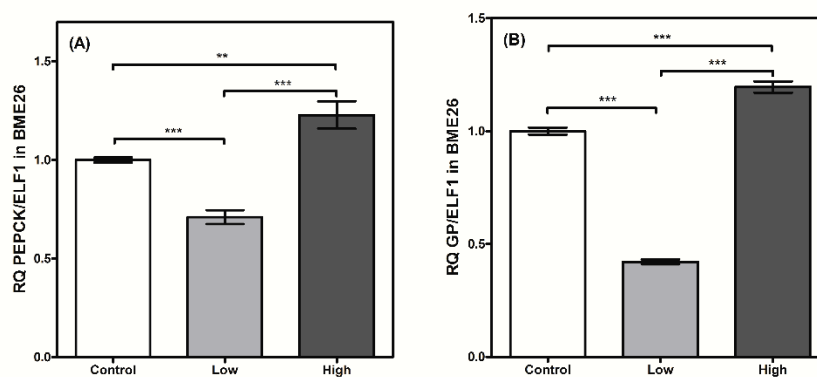 (A)
RQ PEPCK/ELF1 in BME26
1.5
1.0
0.5
0.0
**
***
***
Control Low High
(B)
RQ GP/ELF1 in BME26
1.5
1.0
0.5
0.0
***
***
***
Control Low High